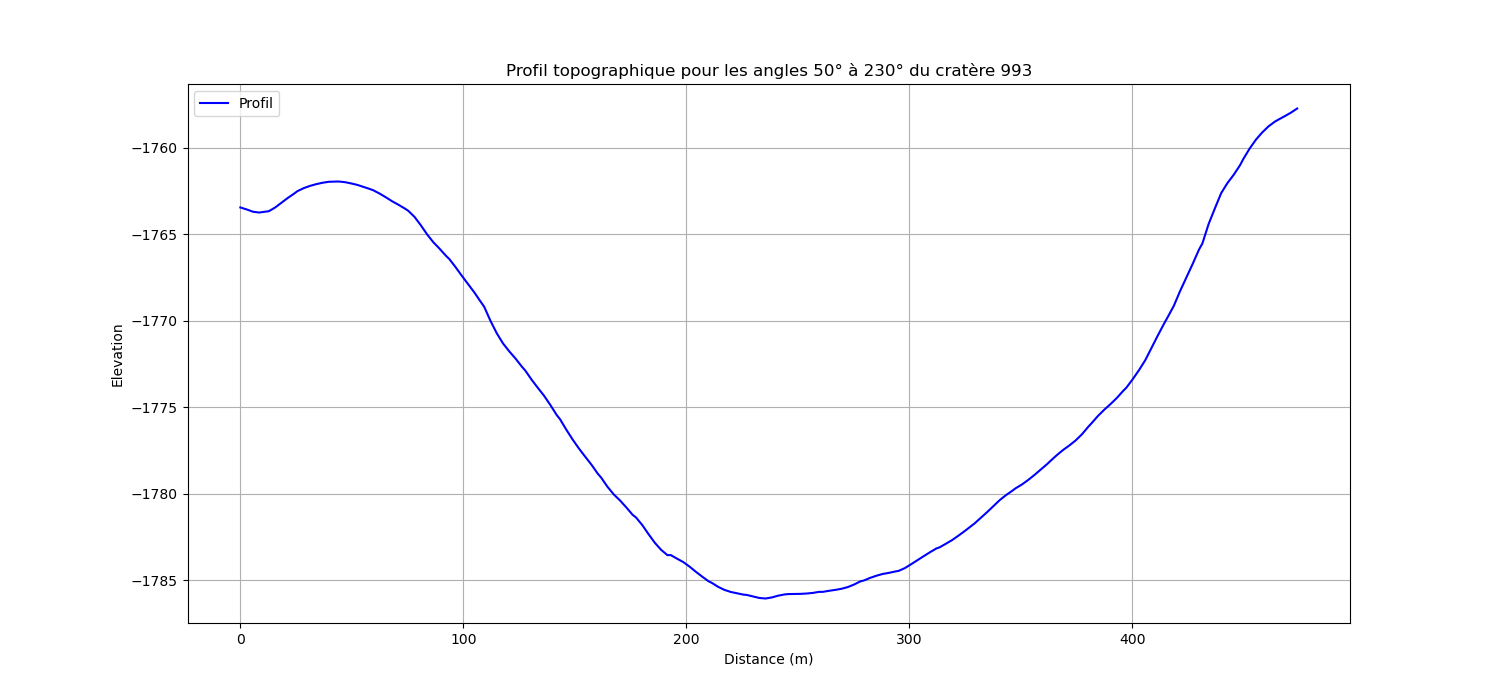 Profil topographique pour les angles 50° à 230° du cratère 993
Profil
−1760
−1765
−1770
−1775
−1780
−1785
Elevation
0 100 200 300 400
Distance (m)